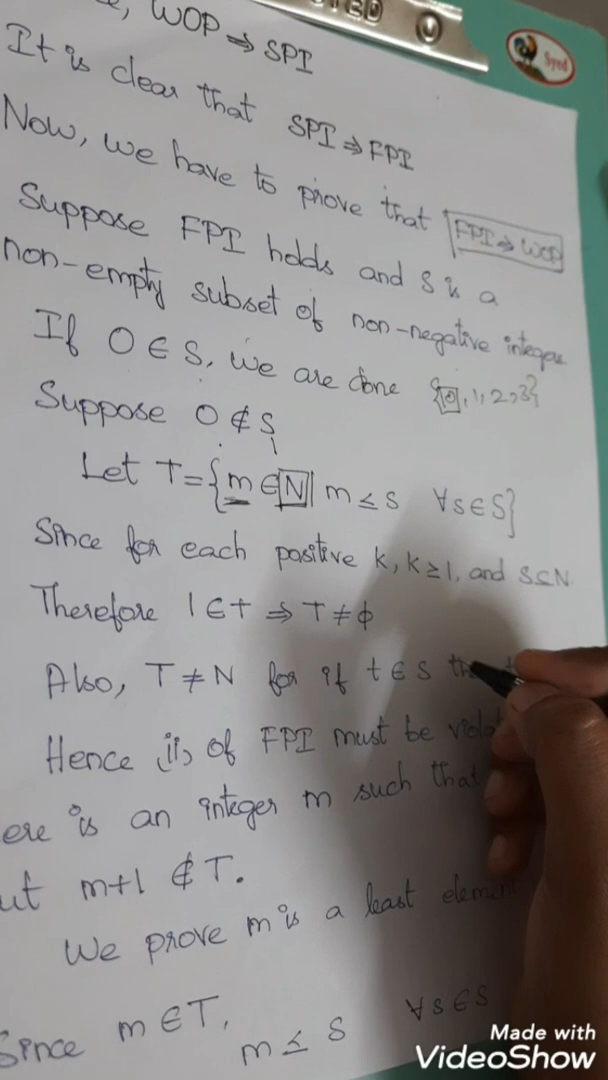 WOP ⇒ SPI
It is clear that SPI ⇒ FPI
Now, we have to prove that FPI ⇒ WOP
Suppose FPI holds and S is a
non-empty subset of non-negative integers
If 0 ∈ S, we are done {0, 1, 2, 3}
Suppose 0 ∉ S
Let T = {m ∈ N | m ≤ s ∀ s ∈ S}
Since for each positive k, k ≥ 1, and S ⊆ N
Therefore 1 ∈ T ⇒ T ≠ ϕ
Also, T ≠ N for if t ∈ S
Hence (ii) of FPI must be
ere is an integer m such that
ut m+1 ∉ T.
We prove m is a least
Since m ∈ T,
m ≤ s ∀ s ∈ S
Syed
Made with
VideoShow